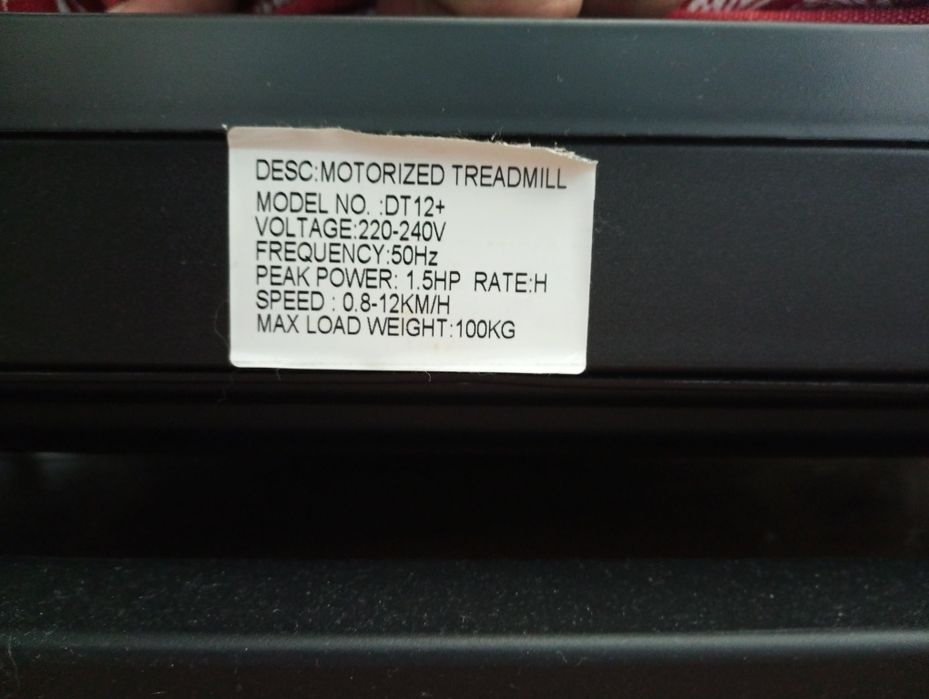 DESC:MOTORIZED TREADMILL
MODEL NO. :DT12+
VOLTAGE:220-240V
FREQUENCY:50Hz
PEAK POWER: 1.5HP RATE:H
SPEED : 0.8-12KM/H
MAX LOAD WEIGHT:100KG